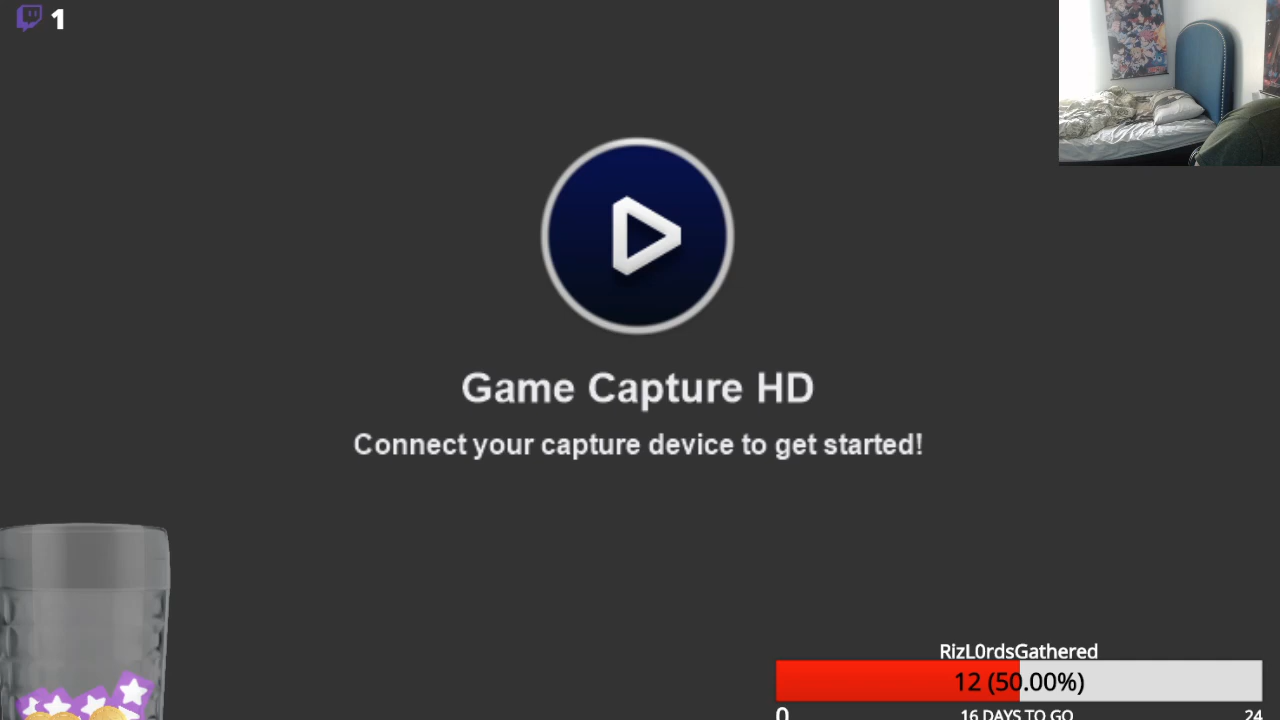 1
Game Capture HD
Connect your capture device to get started!
RizL0rdsGathered
12 (50.00%)
0 16 DAYS TO GO 24